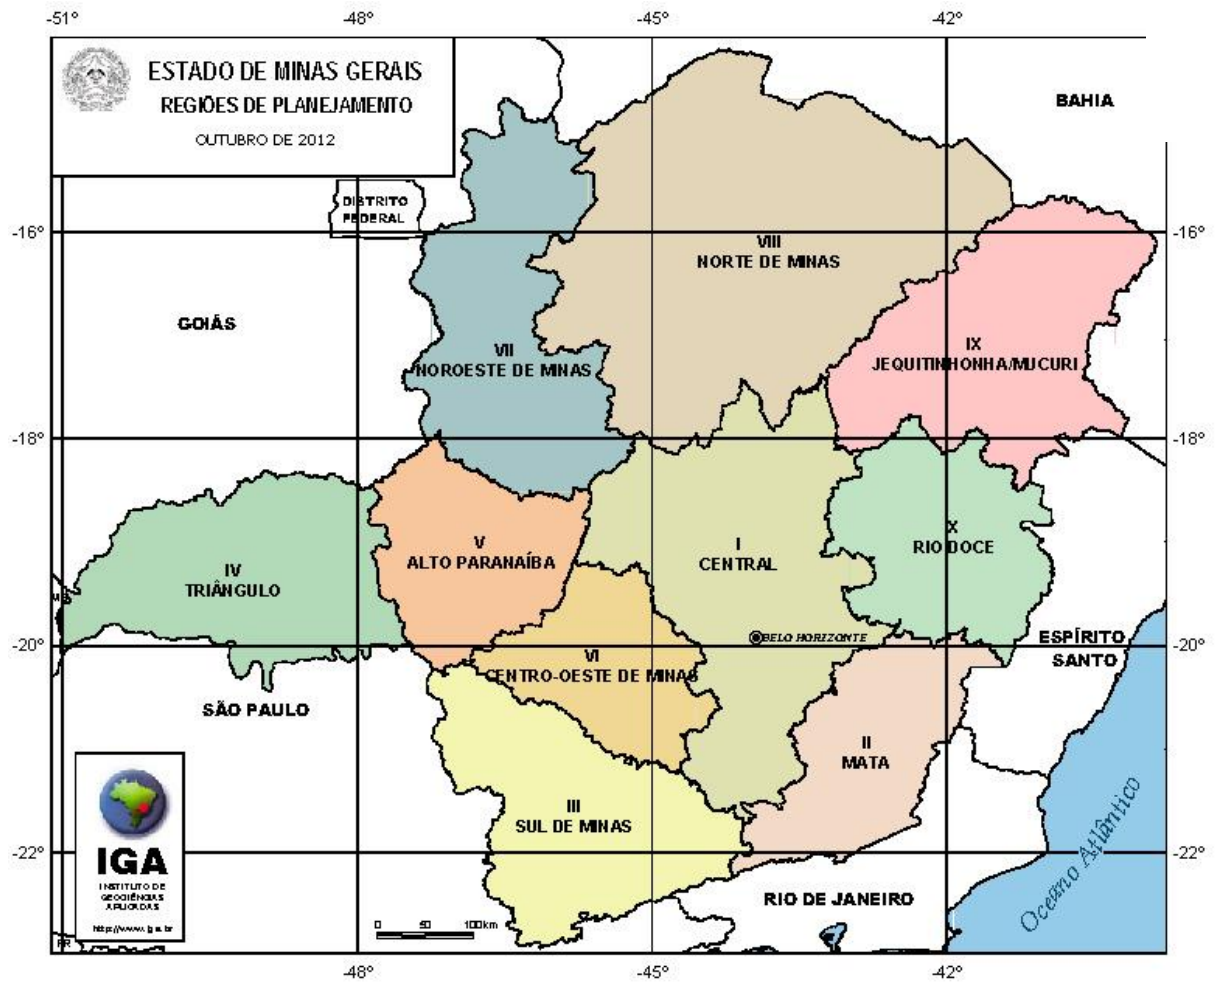 -51°
-48°
-45°
-42°
ESTADO DE MINAS GERAIS
REGIÕES DE PLANEJAMENTO
OUTUBRO DE 2012
BAHIA
DISTRITO
FEDERAL
-16°
-16°
VIII
NORTE DE MINAS
GOIÁS
VII
NOROESTE DE MINAS
IX
JEQUITINHONHA/MUCURI
-18°
-18°
V
ALTO PARANAÍBA
I
CENTRAL
X
RIO DOCE
IV
TRIÂNGULO
-20°
BELO HORIZONTE
ESPÍRITO
SANTO
-20°
VI
CENTRO-OESTE DE MINAS
SÃO PAULO
II
MATA
III
SUL DE MINAS
Oceano Atlântico
IGA
INSTITUTO DE
GEOCIÊNCIAS
APLICADAS
-22°
-22°
RIO DE JANEIRO
0 50 100km
PR
-48°
-45°
-42°